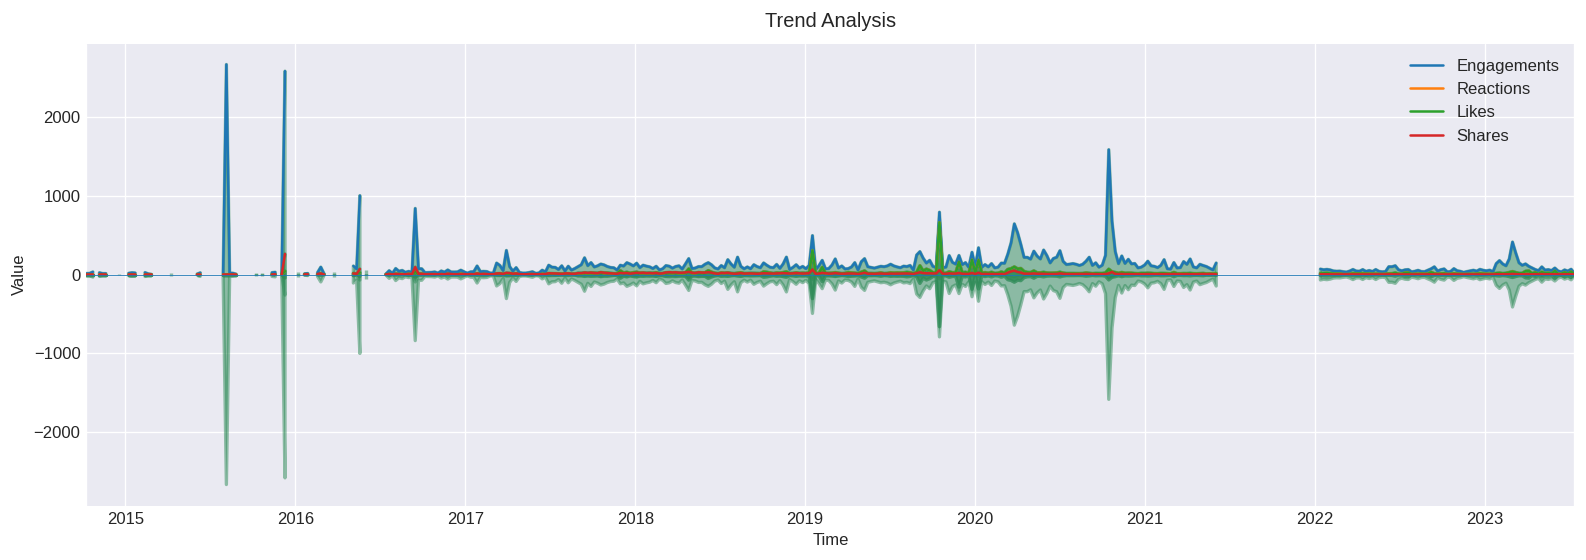 Trend Analysis
Engagements
Reactions
Likes
Shares
2000
1000
0
−1000
−2000
Value
2015
2016
2017
2018
2019
2020
2021
2022
2023
Time